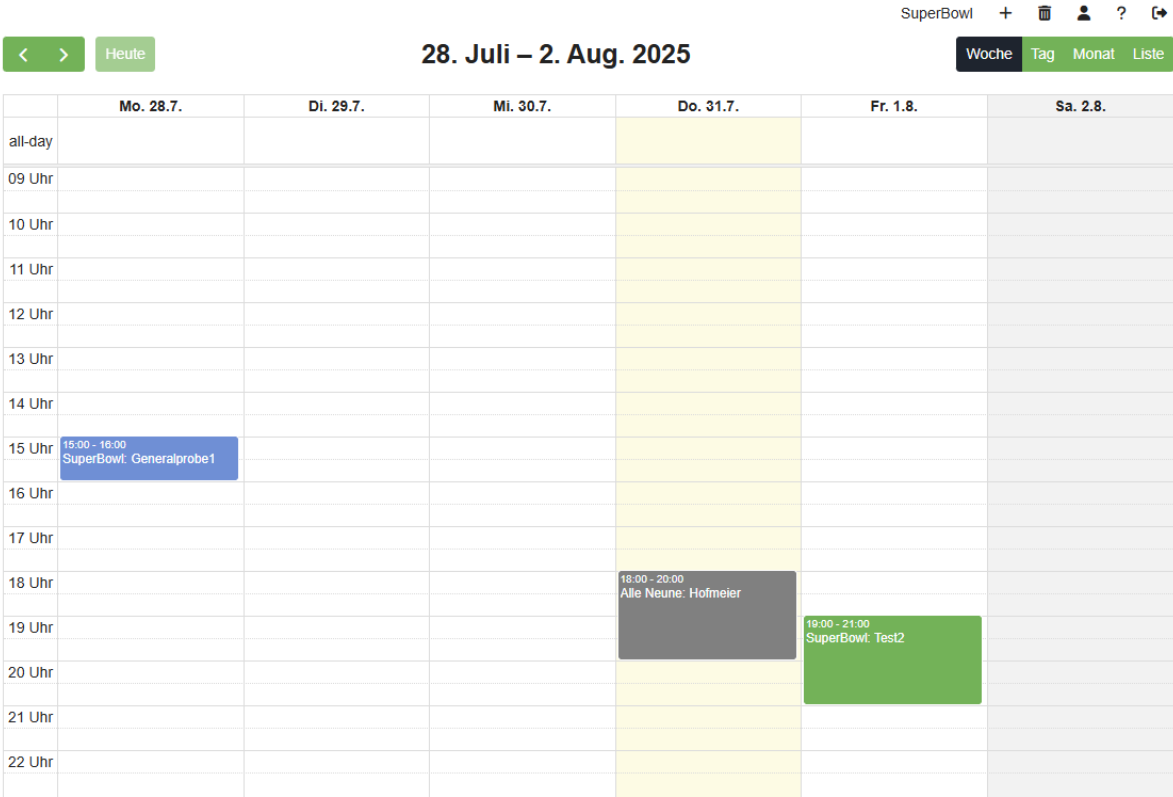 SuperBowl + ?
Heute
28. Juli – 2. Aug. 2025
Woche Tag Monat Liste
Mo. 28.7. Di. 29.7. Mi. 30.7. Do. 31.7. Fr. 1.8. Sa. 2.8.
all-day
09 Uhr
10 Uhr
11 Uhr
12 Uhr
13 Uhr
14 Uhr
15 Uhr
15:00 - 16:00
SuperBowl: Generalprobe1
16 Uhr
17 Uhr
18 Uhr
18:00 - 20:00
Alle Neune: Hofmeier
19 Uhr
19:00 - 21:00
SuperBowl: Test2
20 Uhr
21 Uhr
22 Uhr